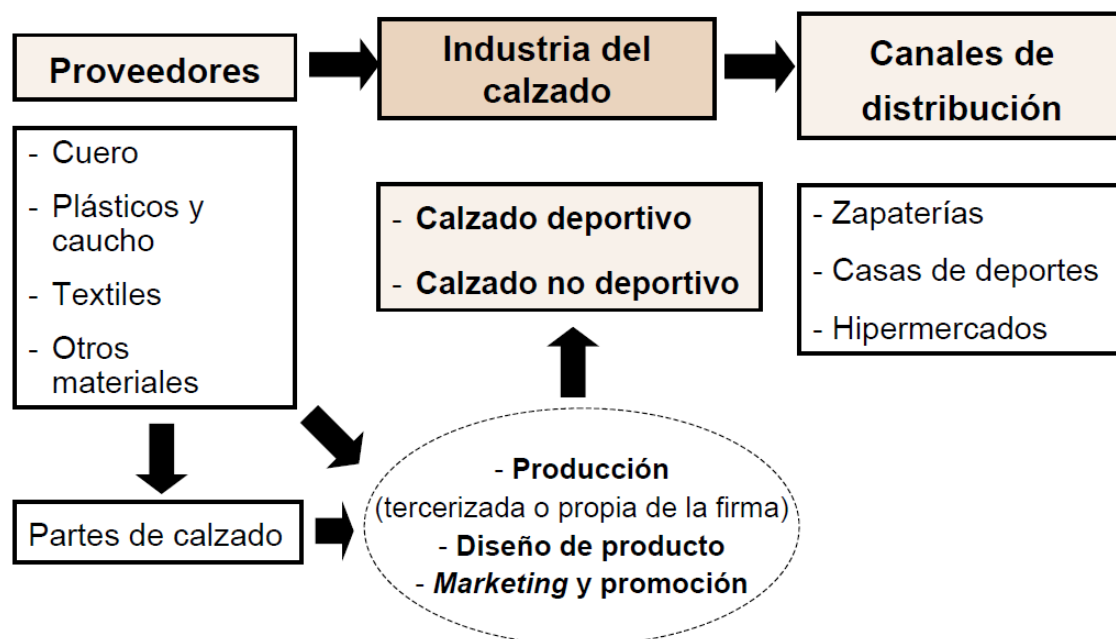 Proveedores
Industria del
calzado
Canales de
distribución
- Cuero
- Plásticos y
caucho
- Textiles
- Otros
materiales
- Calzado deportivo
- Calzado no deportivo
- Zapaterías
- Casas de deportes
- Hipermercados
Partes de calzado
- Producción
(tercerizada o propia de la firma)
- Diseño de producto
- Marketing y promoción